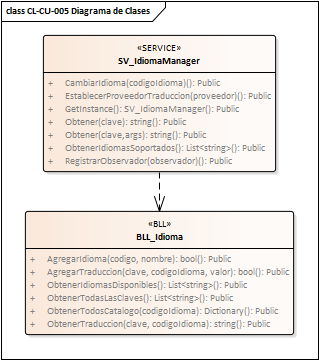 class CL-CU-005 Diagrama de Clases
«SERVICE»
SV_IdiomaManager
+ CambiarIdioma(codigoIdioma)(): Public
+ EstablecerProveedorTraduccion(proveedor)(): Public
+ GetInstance(): SV_IdiomaManager(): Public
+ Obtener(clave): string(): Public
+ Obtener(clave,args): string(): Public
+ ObtenerIdiomasSoportados(): List<string>(): Public
+ RegistrarObservador(observador)(): Public
«BLL»
BLL_Idioma
+ AgregarIdioma(codigo, nombre): bool(): Public
+ AgregarTraduccion(clave, codigoIdioma, valor): bool(): Public
+ ObtenerIdiomasDisponibles(): List<string>(): Public
+ ObtenerTodasLasClaves(): List<string>(): Public
+ ObtenerTodosCatalogo(codigoIdioma): Dictionary(): Public
+ ObtenerTraduccion(clave, codigoIdioma): string(): Public